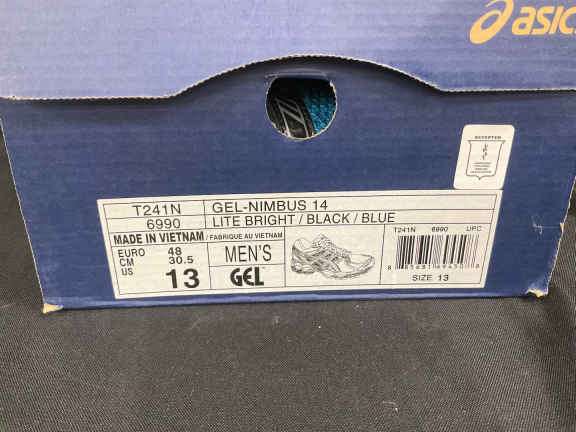 asics
ACCEPTED
T241N GEL-NIMBUS 14
6990 LITE BRIGHT / BLACK / BLUE
MADE IN VIETNAM / FABRIQUE AU VIETNAM
EURO 48
CM 30.5
US 13
MEN'S
GEL
T241N 6990 UPC
SIZE 13